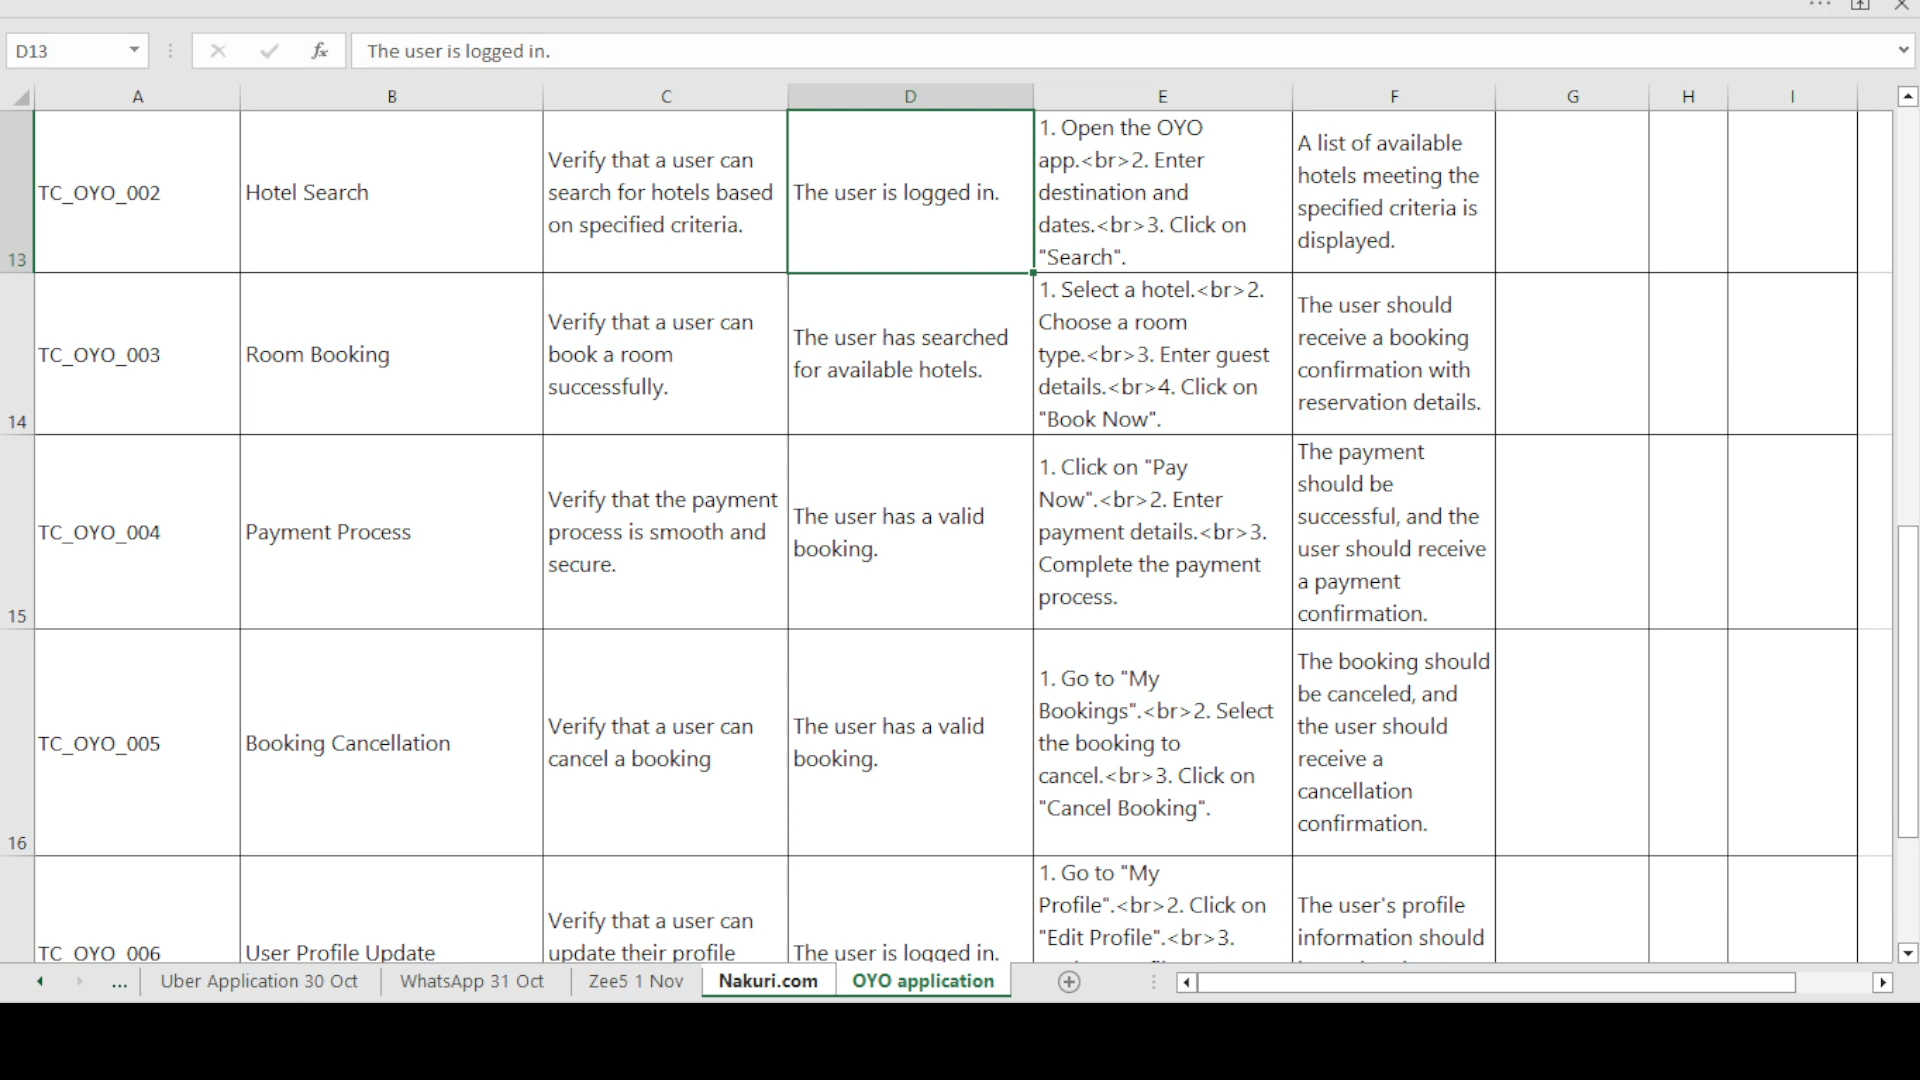 D13
fx
The user is logged in.
A B C D E F G H I
13
TC_OYO_002
Hotel Search
Verify that a user can
search for hotels based
on specified criteria.
The user is logged in.
1. Open the OYO
app.<br>2. Enter
destination and
dates.<br>3. Click on
"Search".
A list of available
hotels meeting the
specified criteria is
displayed.
14
TC_OYO_003
Room Booking
Verify that a user can
book a room
successfully.
The user has searched
for available hotels.
1. Select a hotel.<br>2.
Choose a room
type.<br>3. Enter guest
details.<br>4. Click on
"Book Now".
The user should
receive a booking
confirmation with
reservation details.
15
TC_OYO_004
Payment Process
Verify that the payment
process is smooth and
secure.
The user has a valid
booking.
1. Click on "Pay
Now".<br>2. Enter
payment details.<br>3.
Complete the payment
process.
The payment
should be
successful, and the
user should receive
a payment
confirmation.
16
TC_OYO_005
Booking Cancellation
Verify that a user can
cancel a booking
The user has a valid
booking.
1. Go to "My
Bookings".<br>2. Select
the booking to
cancel.<br>3. Click on
"Cancel Booking".
The booking should
be canceled, and
the user should
receive a
cancellation
confirmation.
TC_OYO_006
User Profile Update
Verify that a user can
update their profile
The user is logged in.
1. Go to "My
Profile".<br>2. Click on
"Edit Profile".<br>3.
The user's profile
information should
... Uber Application 30 Oct WhatsApp 31 Oct Zee5 1 Nov Nakuri.com OYO application